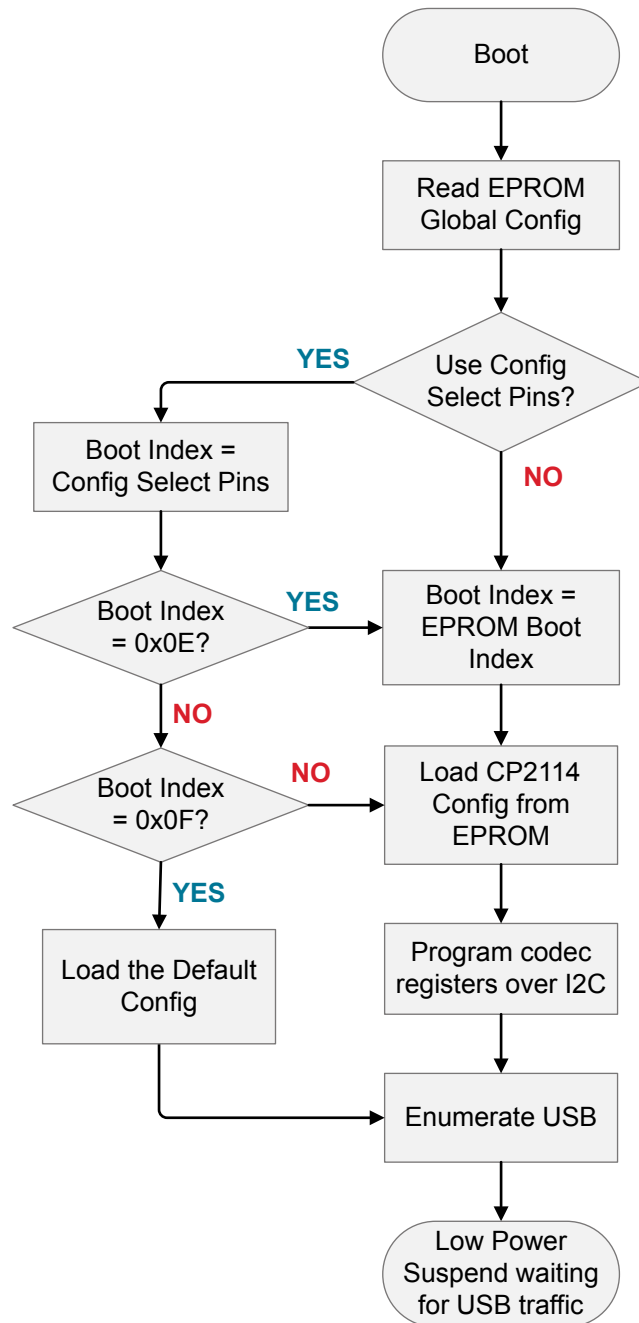 Boot
Read EPROM
Global Config
YES
Use Config
Select Pins?
Boot Index =
Config Select Pins
NO
Boot Index
= 0x0E?
YES
Boot Index =
EPROM Boot
Index
NO
Boot Index
= 0x0F?
NO
Load CP2114
Config from
EPROM
YES
Load the Default
Config
Program codec
registers over I2C
Enumerate USB
Low Power
Suspend waiting
for USB traffic